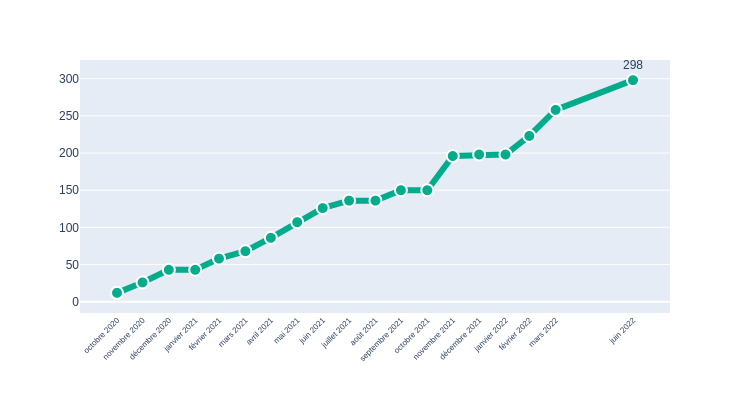 298
300
250
200
150
100
50
0
octobre 2020
novembre 2020
décembre 2020
janvier 2021
février 2021
mars 2021
avril 2021
mai 2021
juin 2021
juillet 2021
août 2021
septembre 2021
octobre 2021
novembre 2021
décembre 2021
janvier 2022
février 2022
mars 2022
juin 2022